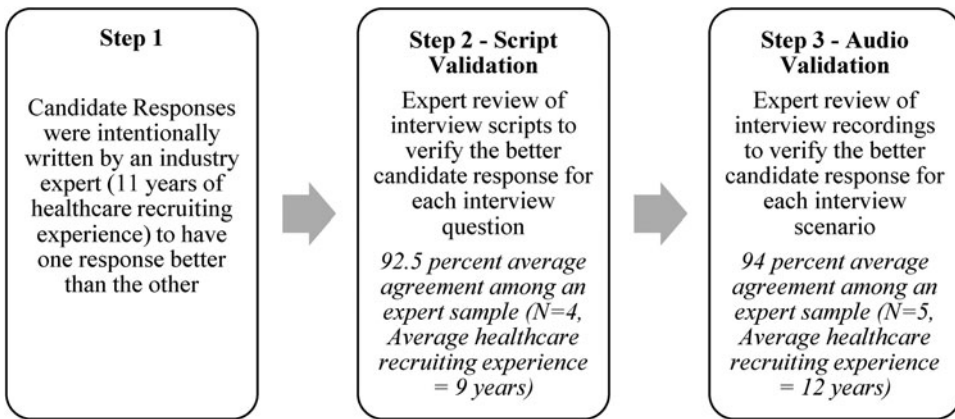 Step 1
Candidate Responses
were intentionally
written by an industry
expert (11 years of
healthcare recruiting
experience) to have
one response better
than the other
Step 2 - Script
Validation
Expert review of
interview scripts to
verify the better
candidate response for
each interview
question
92.5 percent average
agreement among an
expert sample (N=4,
Average healthcare
recruiting experience
= 9 years)
Step 3 - Audio
Validation
Expert review of
interview recordings
to verify the better
candidate response for
each interview
scenario
94 percent average
agreement among an
expert sample (N=5,
Average healthcare
recruiting experience
= 12 years)